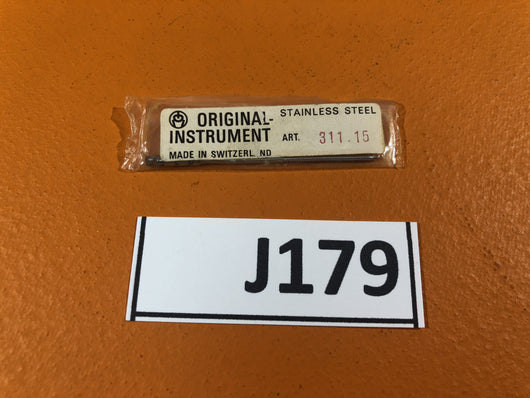 ORIGINAL-
INSTRUMENT
MADE IN SWITZERL ND
STAINLESS STEEL
ART. 311.15
J179